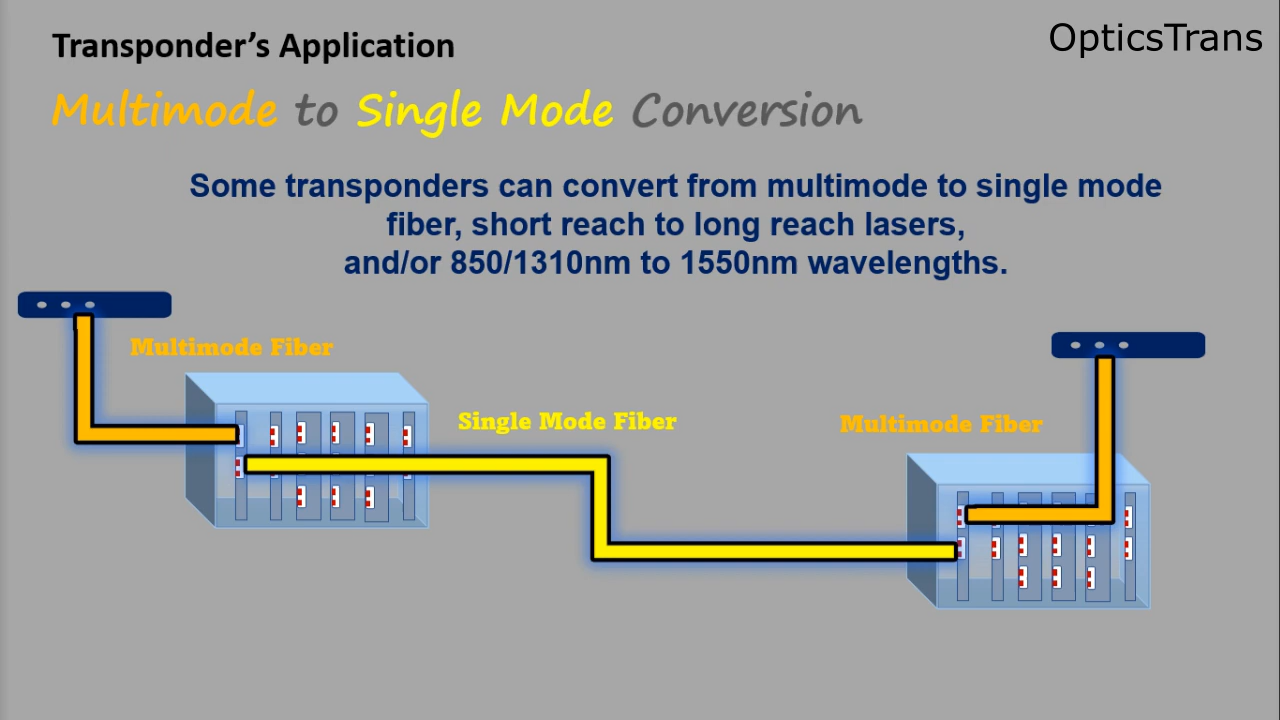 Transponder’s Application
OpticsTrans
Multimode to Single Mode Conversion
Some transponders can convert from multimode to single mode
fiber, short reach to long reach lasers,
and/or 850/1310nm to 1550nm wavelengths.
Multimode Fiber
Single Mode Fiber
Multimode Fiber